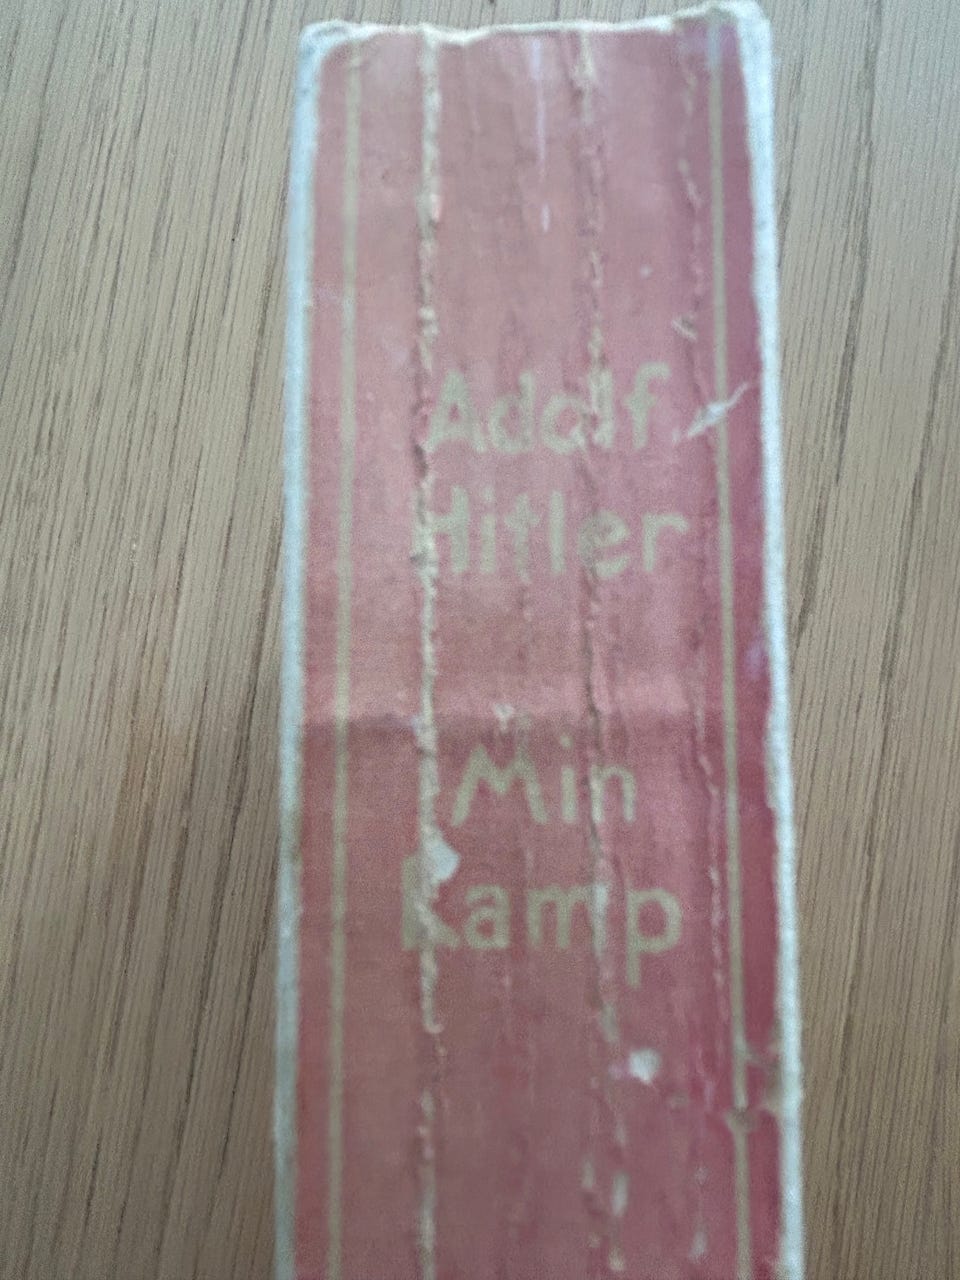 Adolf
Hitler
Min
Kamp